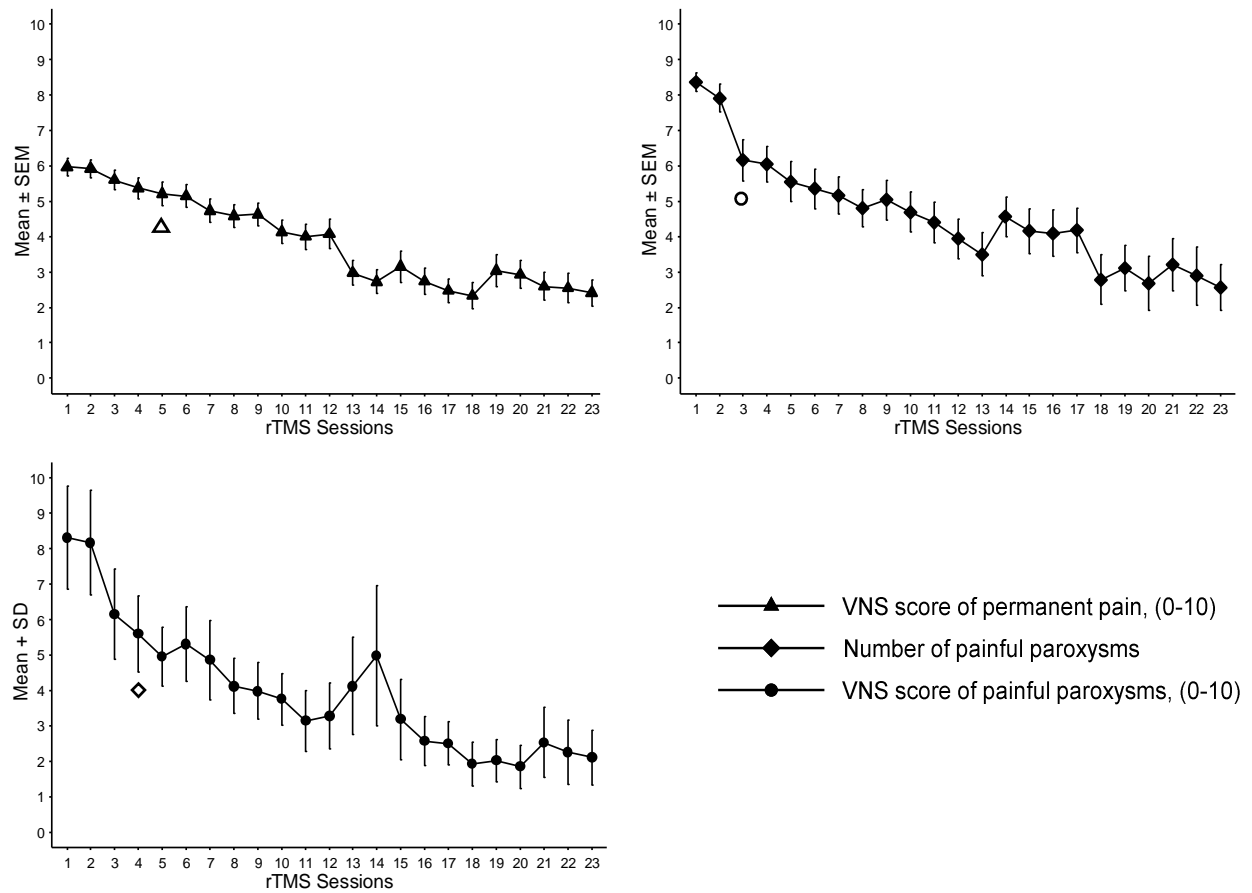 10
9
8
7
6
5
4
3
2
1
0
Mean ± SEM
1 2 3 4 5 6 7 8 9 10 11 12 13 14 15 16 17 18 19 20 21 22 23
rTMS Sessions
10
9
8
7
6
5
4
3
2
1
0
Mean ± SEM
1 2 3 4 5 6 7 8 9 10 11 12 13 14 15 16 17 18 19 20 21 22 23
rTMS Sessions
10
9
8
7
6
5
4
3
2
1
0
Mean + SD
1 2 3 4 5 6 7 8 9 10 11 12 13 14 15 16 17 18 19 20 21 22 23
rTMS Sessions
VNS score of permanent pain, (0-10)
Number of painful paroxysms
VNS score of painful paroxysms, (0-10)